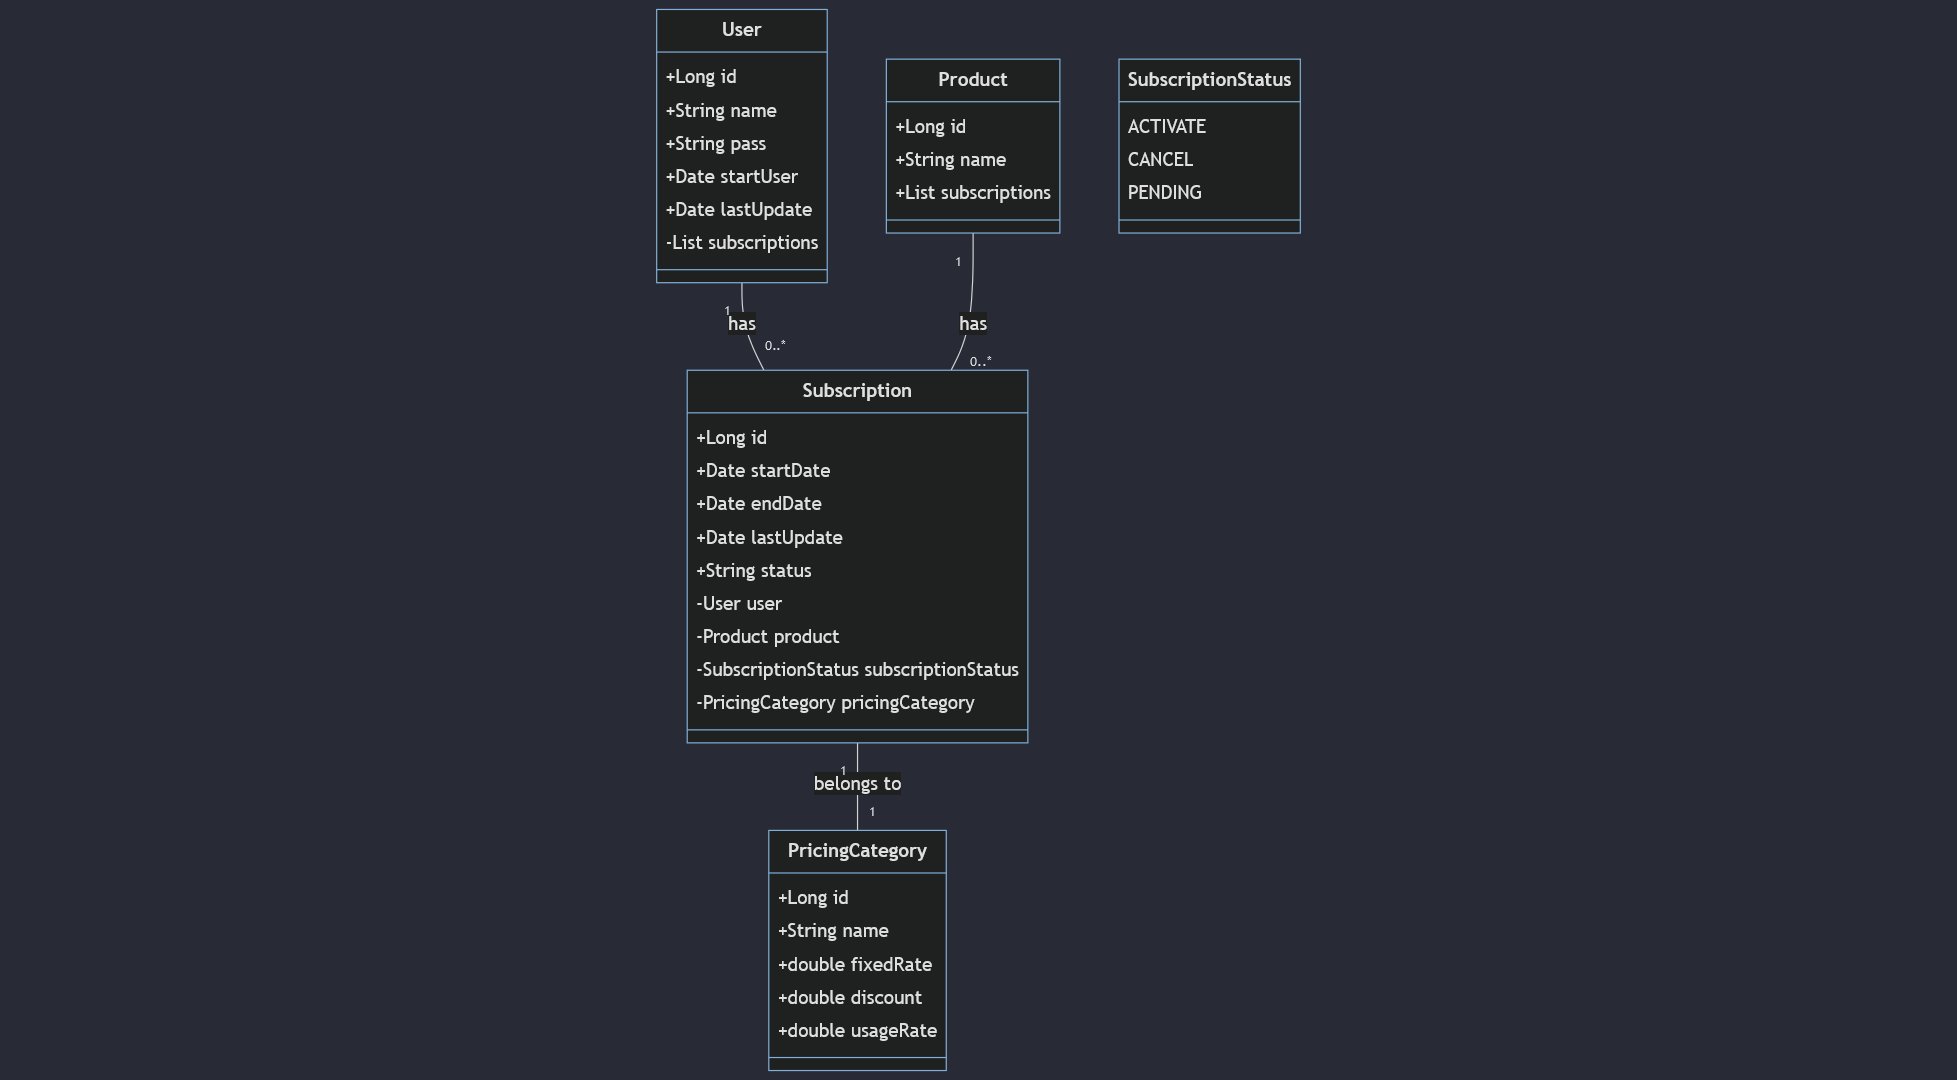 User
+Long id
+String name
+String pass
+Date startUser
+Date lastUpdate
-List subscriptions
Product
+Long id
+String name
+List subscriptions
SubscriptionStatus
ACTIVATE
CANCEL
PENDING
1
has
0..*
1
has
0..*
Subscription
+Long id
+Date startDate
+Date endDate
+Date lastUpdate
+String status
-User user
-Product product
-SubscriptionStatus subscriptionStatus
-PricingCategory pricingCategory
1
belongs to
1
PricingCategory
+Long id
+String name
+double fixedRate
+double discount
+double usageRate